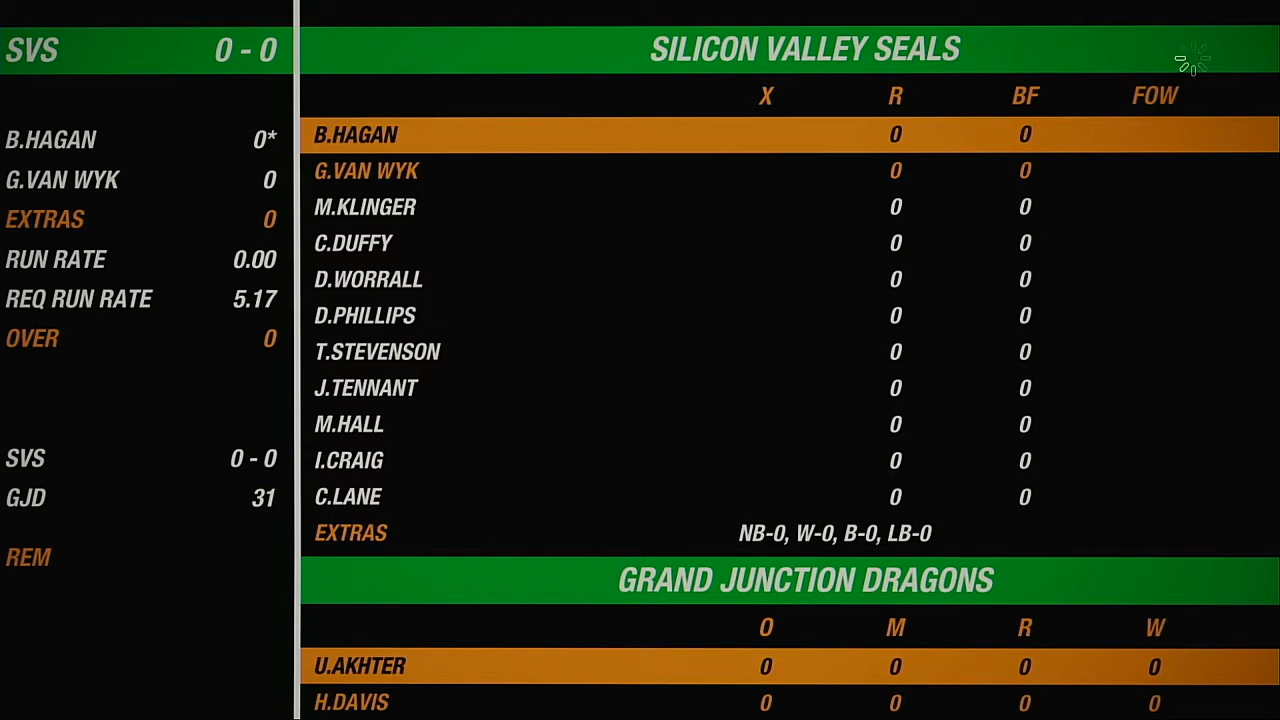 SVS 0 - 0
B.HAGAN 0*
G.VAN WYK 0
EXTRAS 0
RUN RATE 0.00
REQ RUN RATE 5.17
OVER 0
SVS 0 - 0
GJD 31
REM
SILICON VALLEY SEALS
X R BF FOW
B.HAGAN 0 0
G.VAN WYK 0 0
M.KLINGER 0 0
C.DUFFY 0 0
D.WORRALL 0 0
D.PHILLIPS 0 0
T.STEVENSON 0 0
J.TENNANT 0 0
M.HALL 0 0
I.CRAIG 0 0
C.LANE 0 0
EXTRAS NB-0, W-0, B-0, LB-0
GRAND JUNCTION DRAGONS
O M R W
U.AKHTER 0 0 0 0
H.DAVIS 0 0 0 0